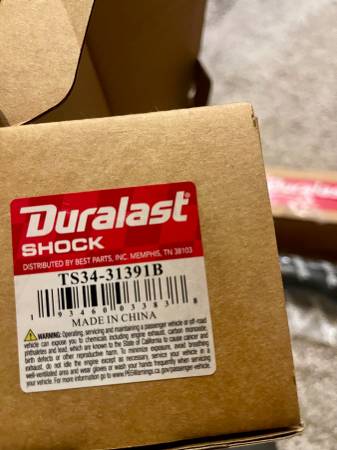 Duralast
SHOCK
DISTRIBUTED BY BEST PARTS, INC. MEMPHIS, TN 38103
TS34-31391B
1 93460 03383 8
MADE IN CHINA
WARNING: Operating, servicing and maintaining a passenger vehicle or off-road
vehicle can expose you to chemicals including engine exhaust, carbon monoxide,
phthalates and lead, which are known to the State of California to cause cancer and
birth defects or other reproductive harm. To minimize exposure, avoid breathing
exhaust, do not idle the engine except as necessary, service your vehicle in a
well-ventilated area and wear gloves or wash your hands frequently when servicing
your vehicle. For more information go to www.P65Warnings.ca.gov/passenger-vehicle.
Duralast